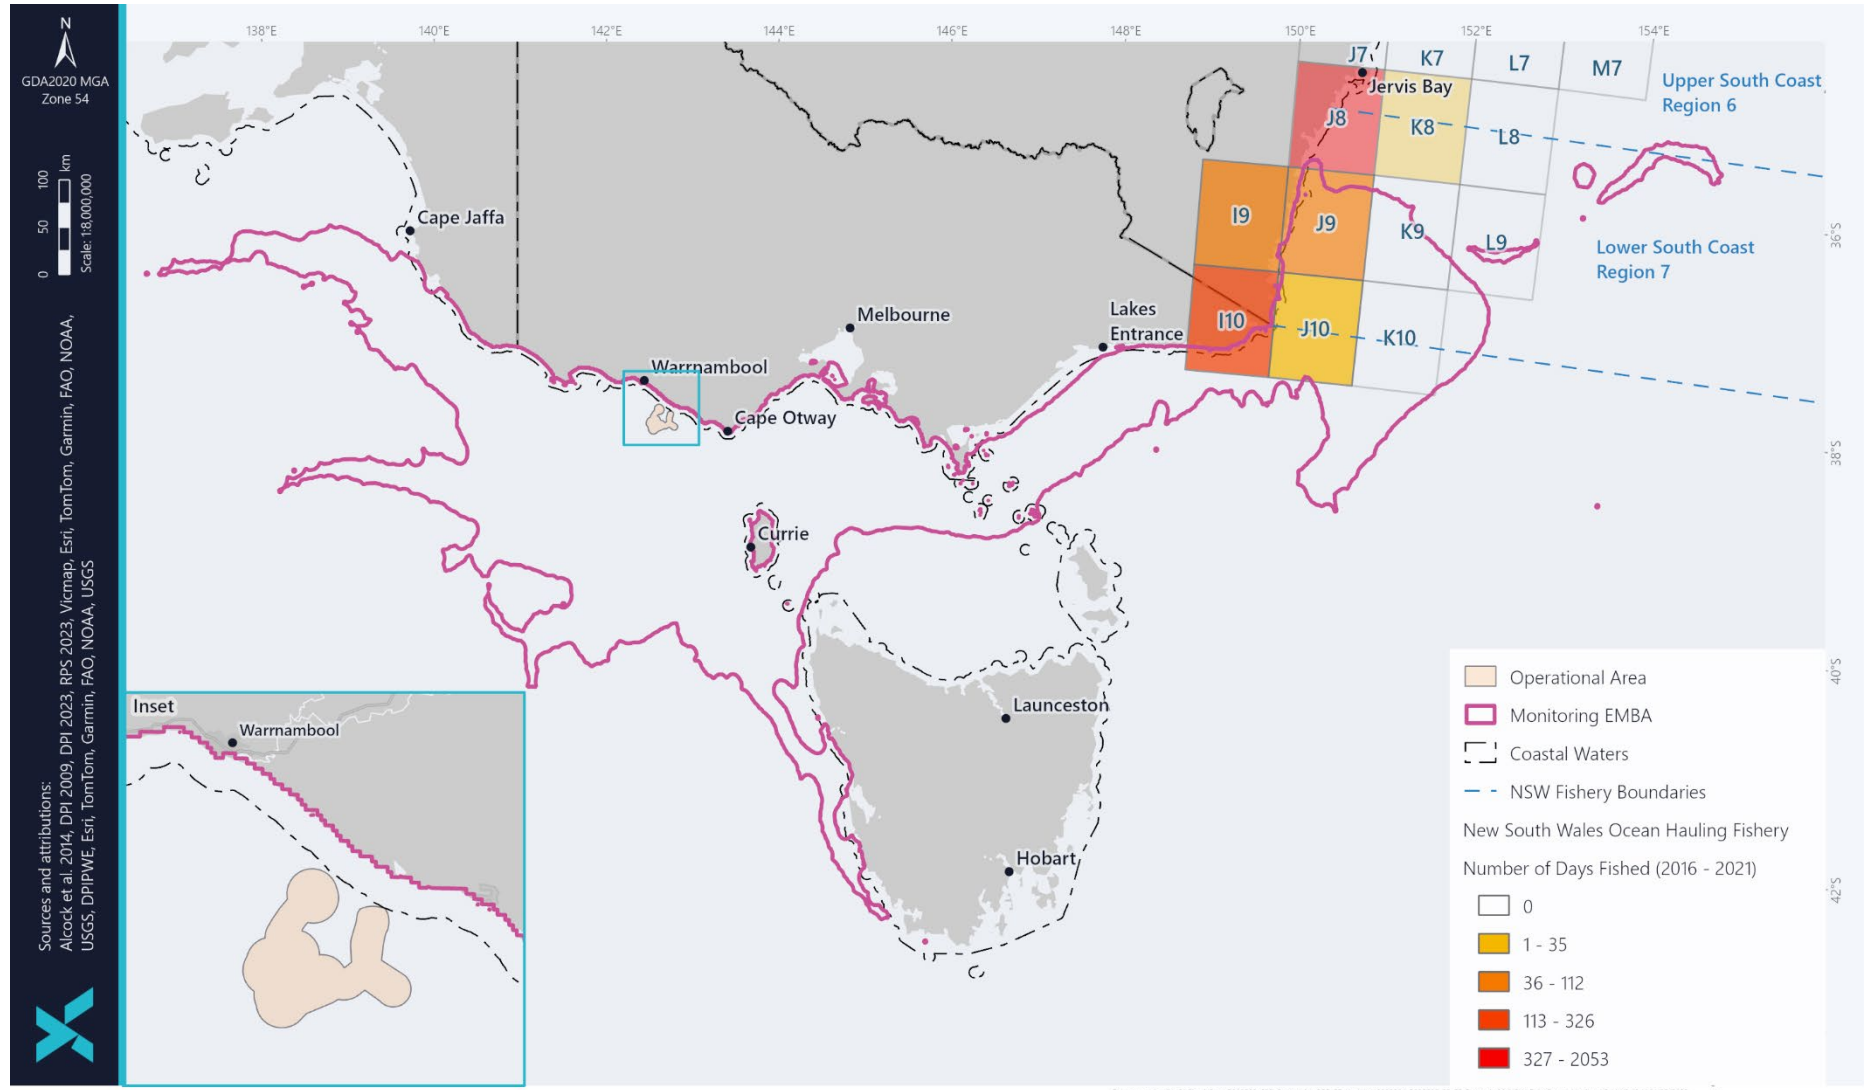 N
GDA2020 MGA
Zone 54
0 50 100
km
Scale: 1:8,000,000
Sources and attributions:
Alcock et al. 2014, DPI 2009, DPI 2023, RPS 2023, Vicmap, Esri, TomTom, Garmin, FAO, NOAA,
USGS, DPIPWE, Esri, TomTom, Garmin, FAO, NOAA, USGS
138°E
140°E
142°E
144°E
146°E
148°E
150°E
152°E
154°E
36°S
38°S
40°S
42°S
J7
K7
L7
M7
Jervis Bay
Upper South Coast
Region 6
J8
K8
L8
I9
J9
K9
L9
Lower South Coast
Region 7
I10
J10
K10
Cape Jaffa
Melbourne
Lakes
Entrance
Warrnambool
Cape Otway
Currie
Launceston
Hobart
Inset
Warrnambool
Operational Area
Monitoring EMBA
Coastal Waters
NSW Fishery Boundaries
New South Wales Ocean Hauling Fishery
Number of Days Fished (2016 - 2021)
0
1 - 35
36 - 112
113 - 326
327 - 2053